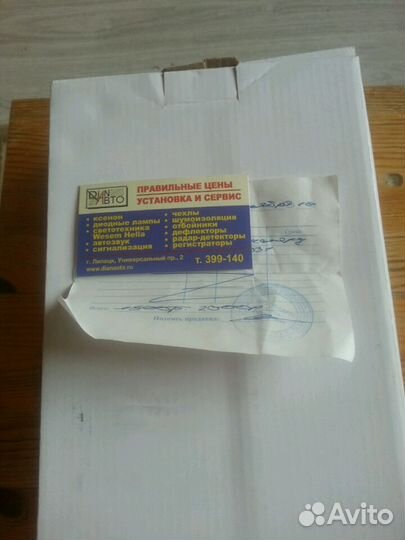 DIAN
АВТО
ПРАВИЛЬНЫЕ ЦЕНЫ
УСТАНОВКА И СЕРВИС
• ксенон
• диодные лампы
• светотехника
Wesem Hella
• автозвук
• сигнализация
• чехлы
• шумоизоляция
• отбойники
• дефлекторы
• радар-детекторы
• регистраторы
г. Липецк, Универсальный пр., 2
www.dianavto.ru
т. 399-140
Подпись продавца
Avito